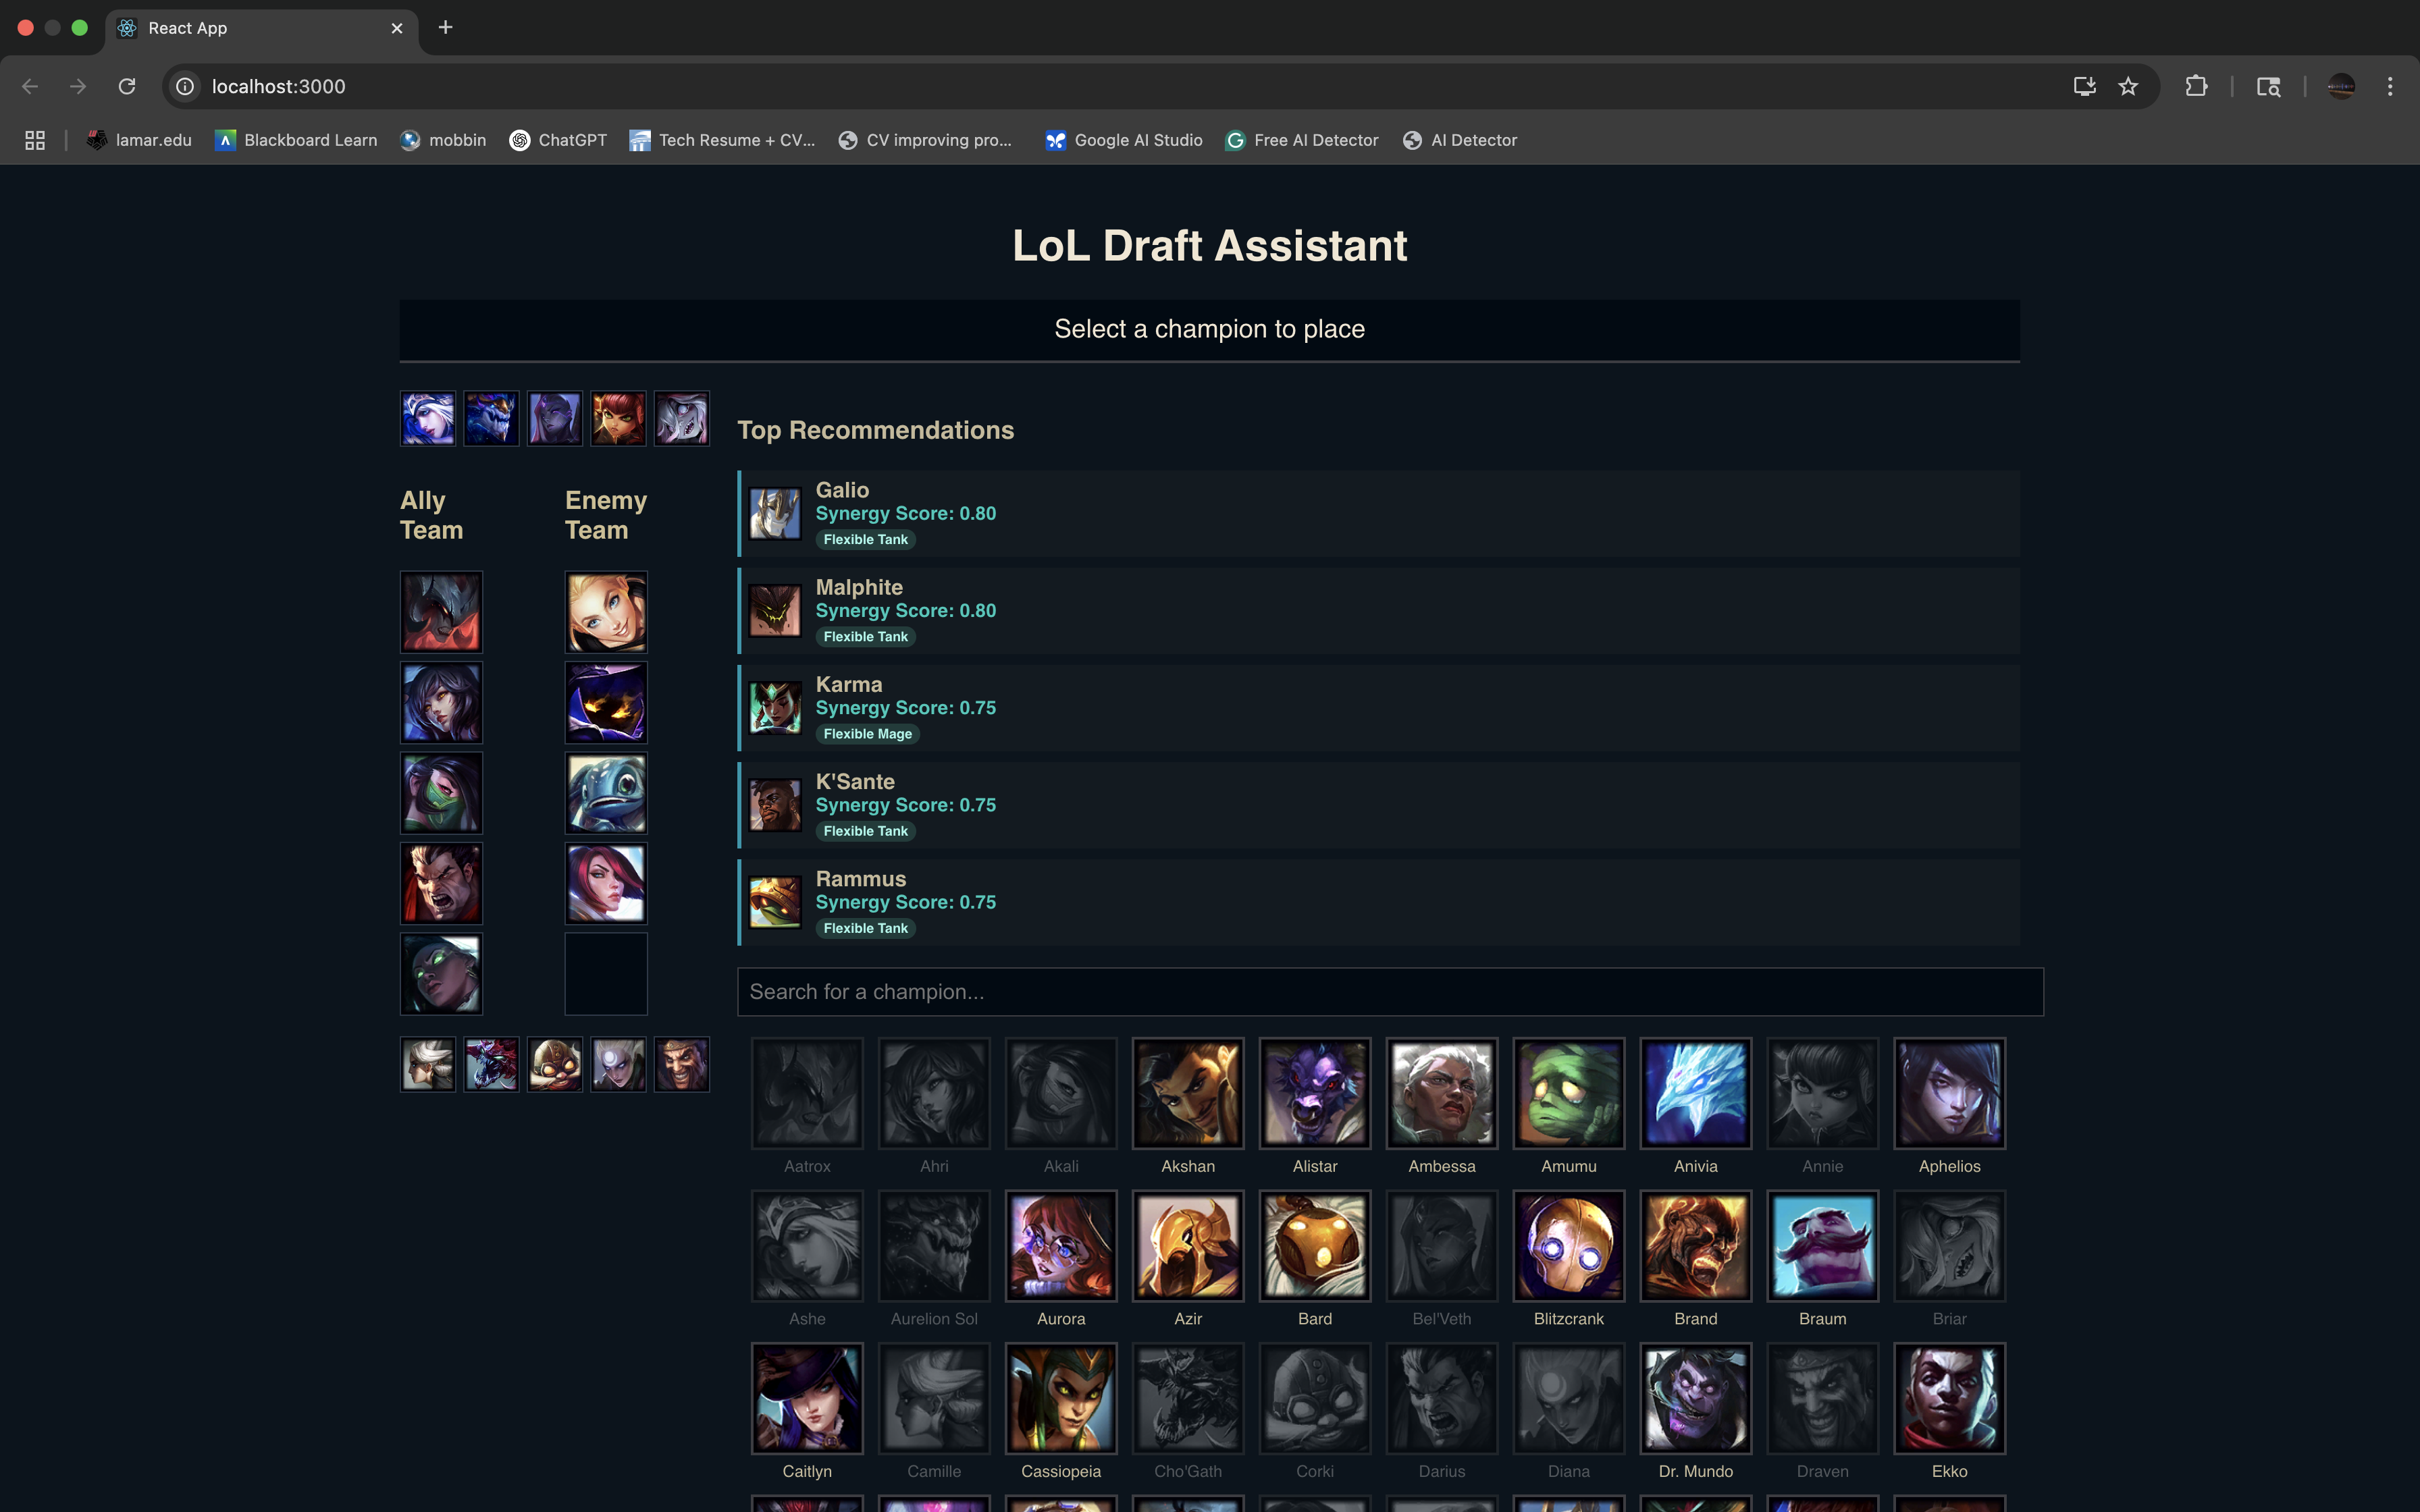 React App
localhost:3000
lamar.edu
Blackboard Learn
mobbin
ChatGPT
Tech Resume + CV...
CV improving pro...
Google AI Studio
Free AI Detector
AI Detector
LoL Draft Assistant
Select a champion to place
Ally
Team
Enemy
Team
Top Recommendations
Galio
Synergy Score: 0.80
Flexible Tank
Malphite
Synergy Score: 0.80
Flexible Tank
Karma
Synergy Score: 0.75
Flexible Mage
K'Sante
Synergy Score: 0.75
Flexible Tank
Rammus
Synergy Score: 0.75
Flexible Tank
Search for a champion...
Aatrox Ahri Akali Akshan Alistar Ambessa Amumu Anivia Annie Aphelios
Ashe Aurelion Sol Aurora Azir Bard Bel'Veth Blitzcrank Brand Braum Briar
Caitlyn Camille Cassiopeia Cho'Gath Corki Darius Diana Dr. Mundo Draven Ekko